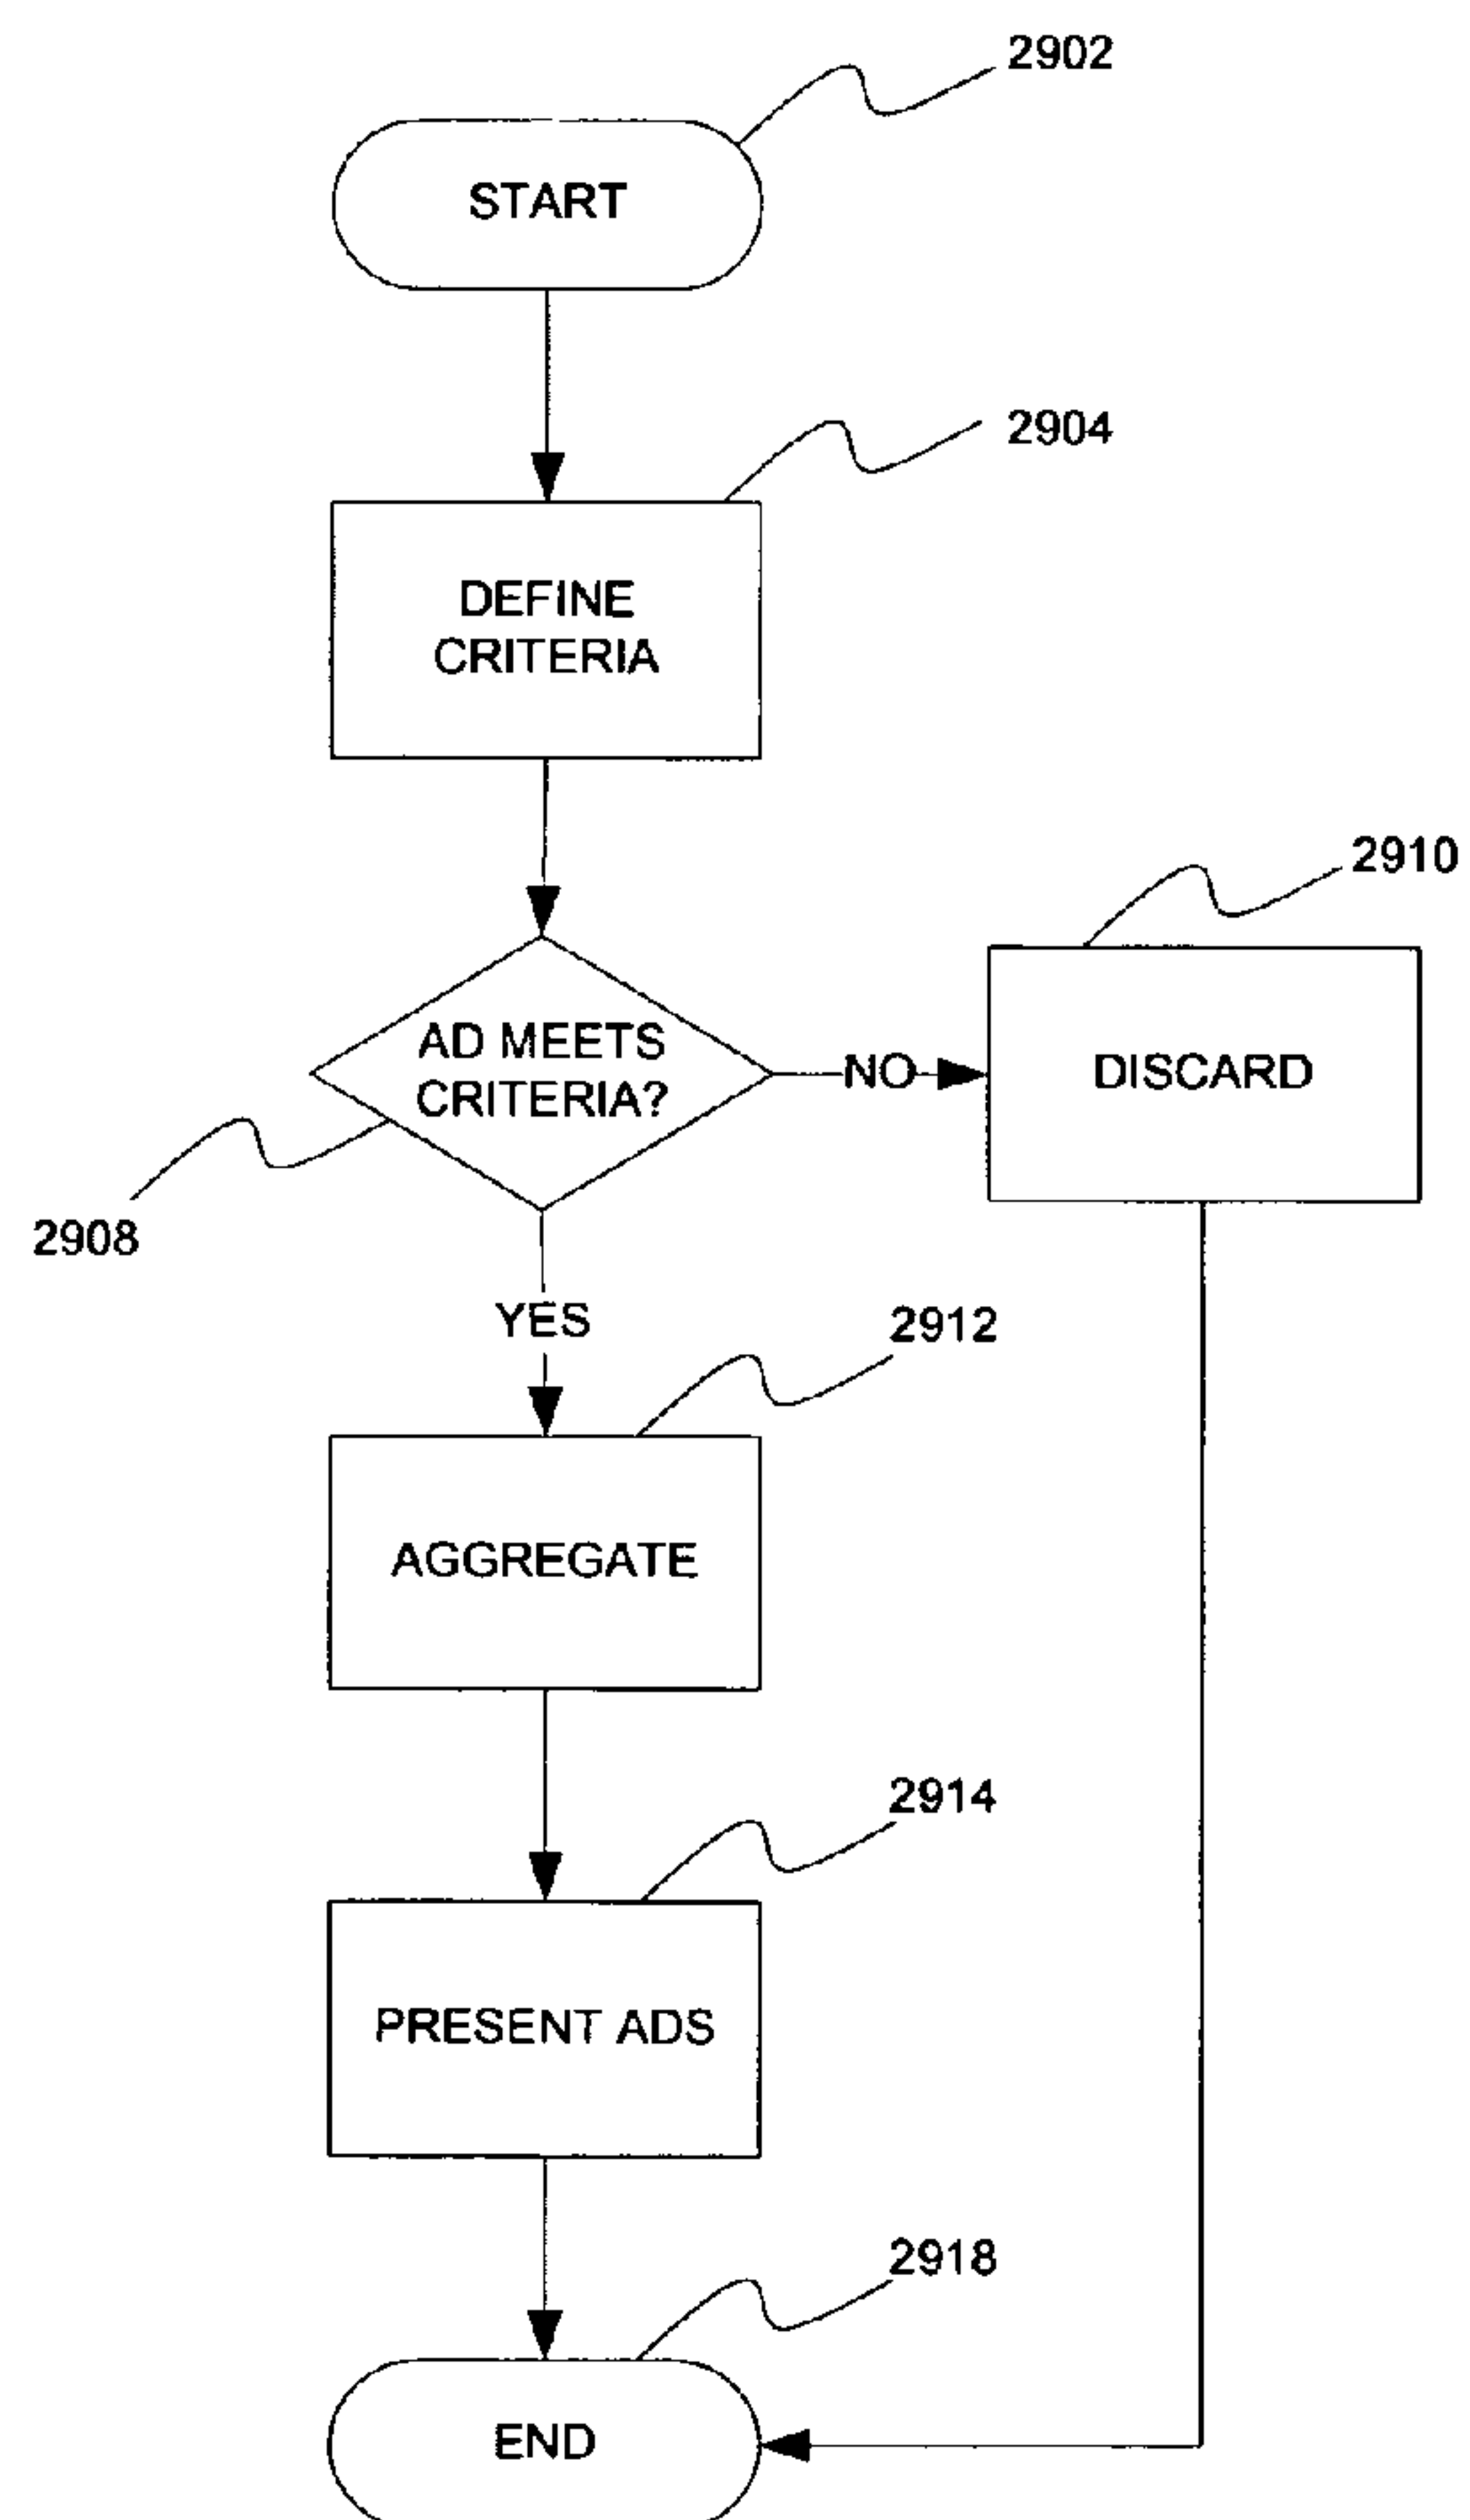 2902
START
2904
DEFINE
CRITERIA
2910
AD MEETS
CRITERIA?
NO
DISCARD
2908
YES
2912
AGGREGATE
2914
PRESENT ADS
2918
END